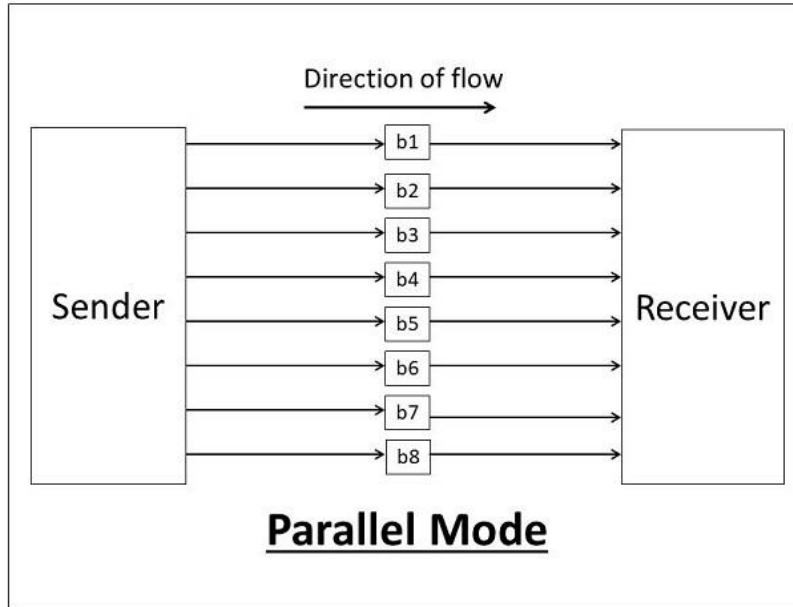 Direction of flow
b1
b2
b3
b4
Sender
Receiver
b5
b6
b7
b8
Parallel Mode